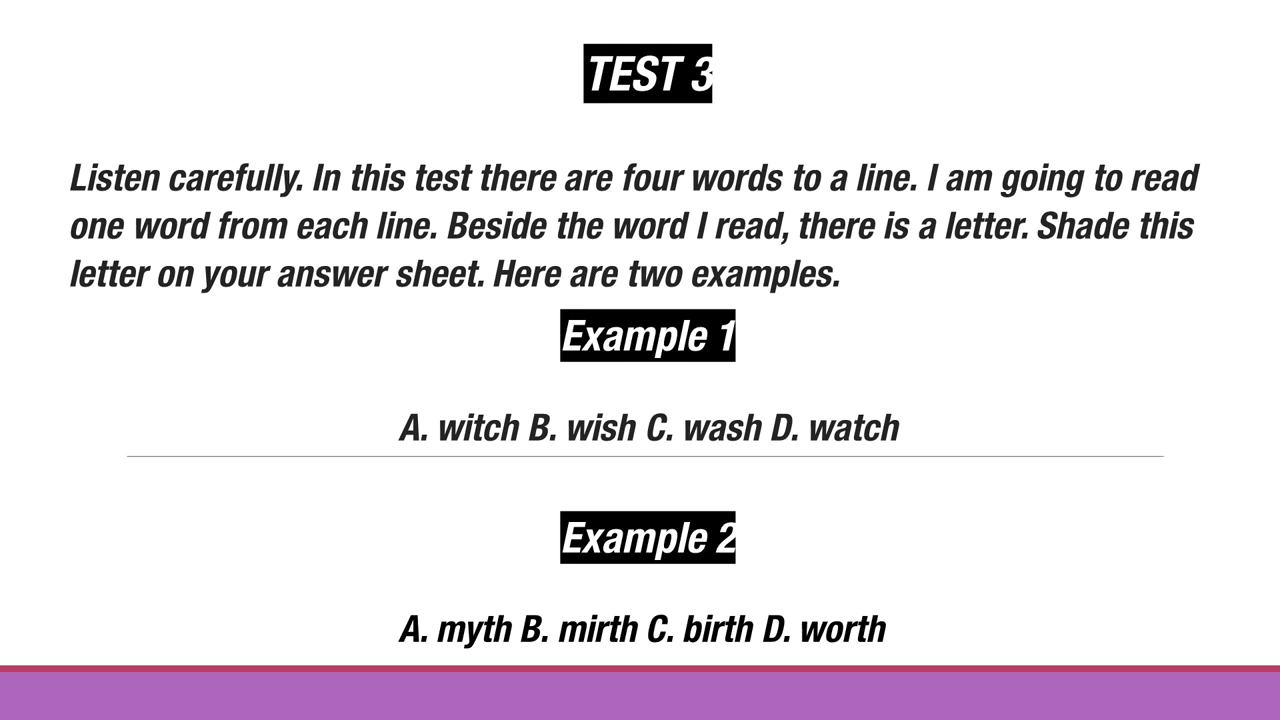 TEST 3
Listen carefully. In this test there are four words to a line. I am going to read
one word from each line. Beside the word I read, there is a letter. Shade this
letter on your answer sheet. Here are two examples.
Example 1
A. witch B. wish C. wash D. watch
Example 2
A. myth B. mirth C. birth D. worth